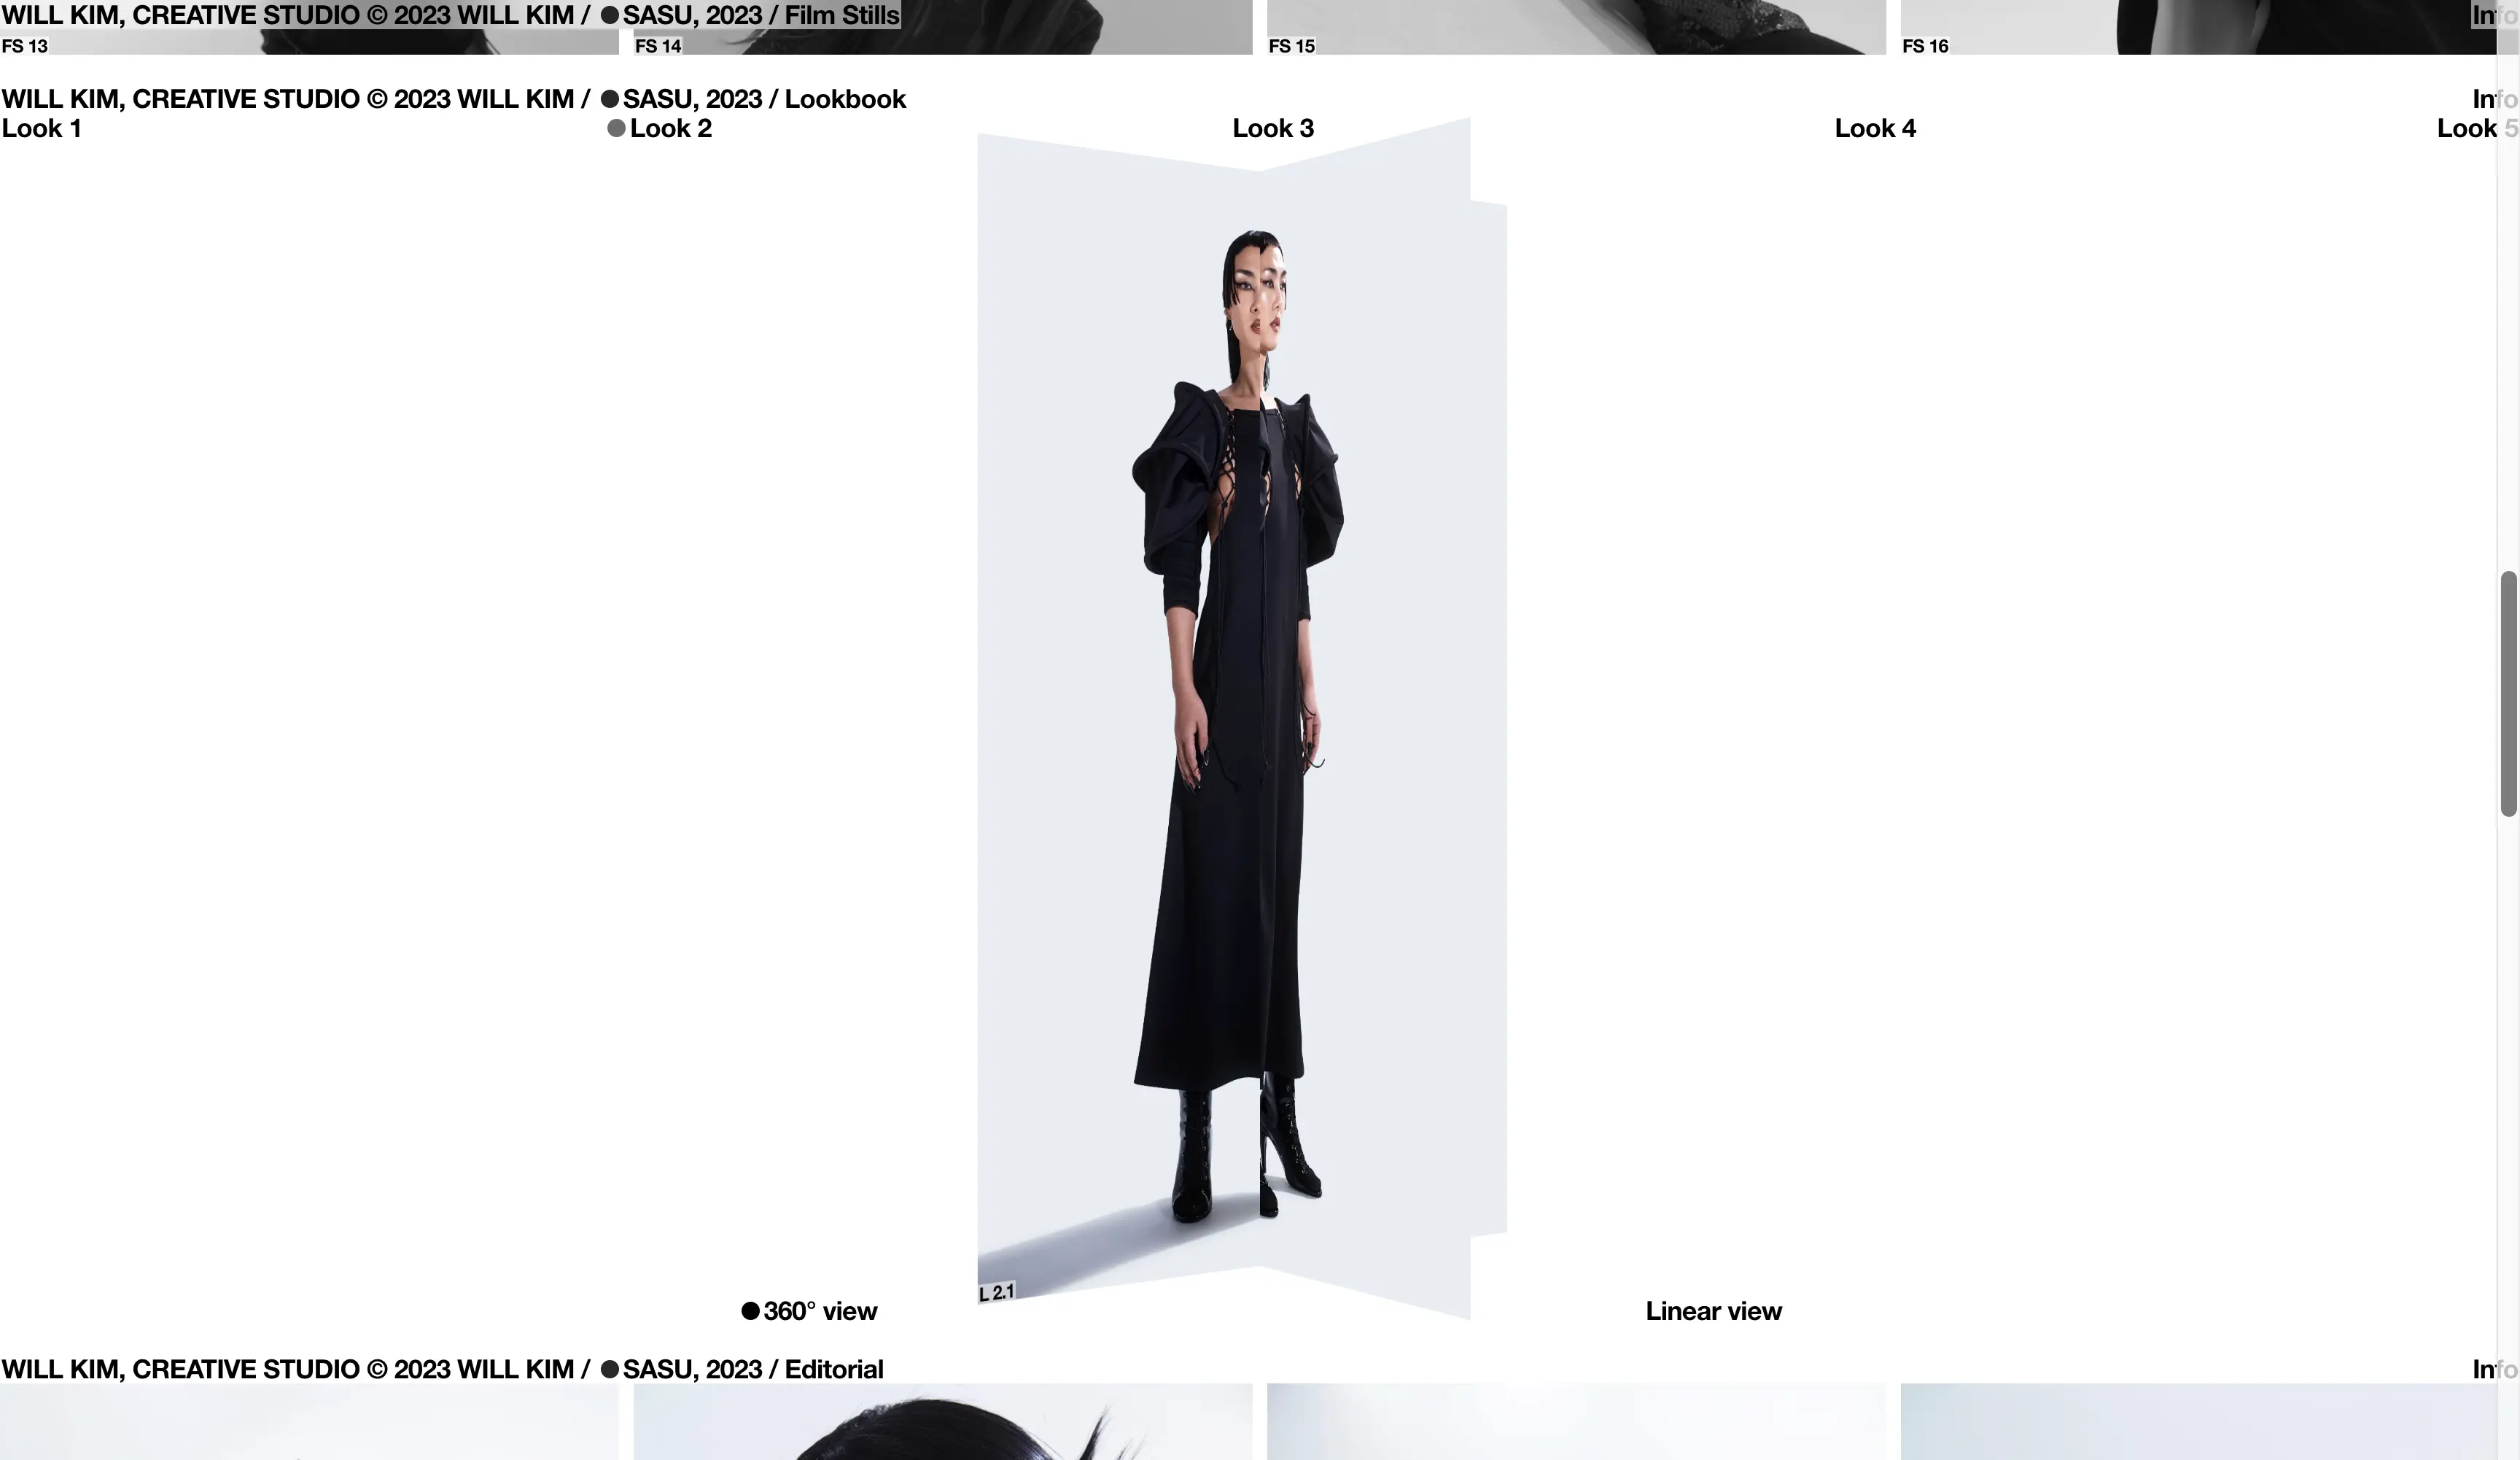 WILL KIM, CREATIVE STUDIO © 2023 WILL KIM / ●SASU, 2023 / Film Stills Info
FS 13 FS 14 FS 15 FS 16
WILL KIM, CREATIVE STUDIO © 2023 WILL KIM / ●SASU, 2023 / Lookbook Info
Look 1 ●Look 2 Look 3 Look 4 Look 5
L 2.1
●360° view Linear view
WILL KIM, CREATIVE STUDIO © 2023 WILL KIM / ●SASU, 2023 / Editorial Info